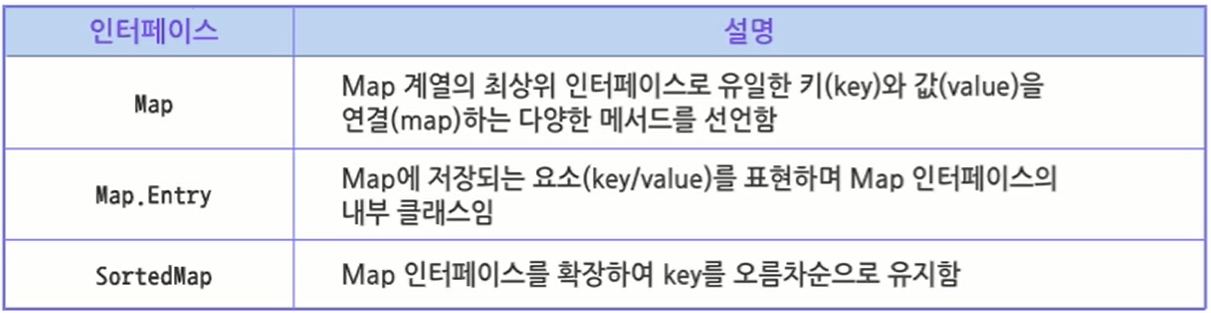 인터페이스 설명
Map
Map 계열의 최상위 인터페이스로 유일한 키(key)와 값(value)을
연결(map)하는 다양한 메서드를 선언함
Map.Entry
Map에 저장되는 요소(key/value)를 표현하며 Map 인터페이스의
내부 클래스임
SortedMap
Map 인터페이스를 확장하여 key를 오름차순으로 유지함